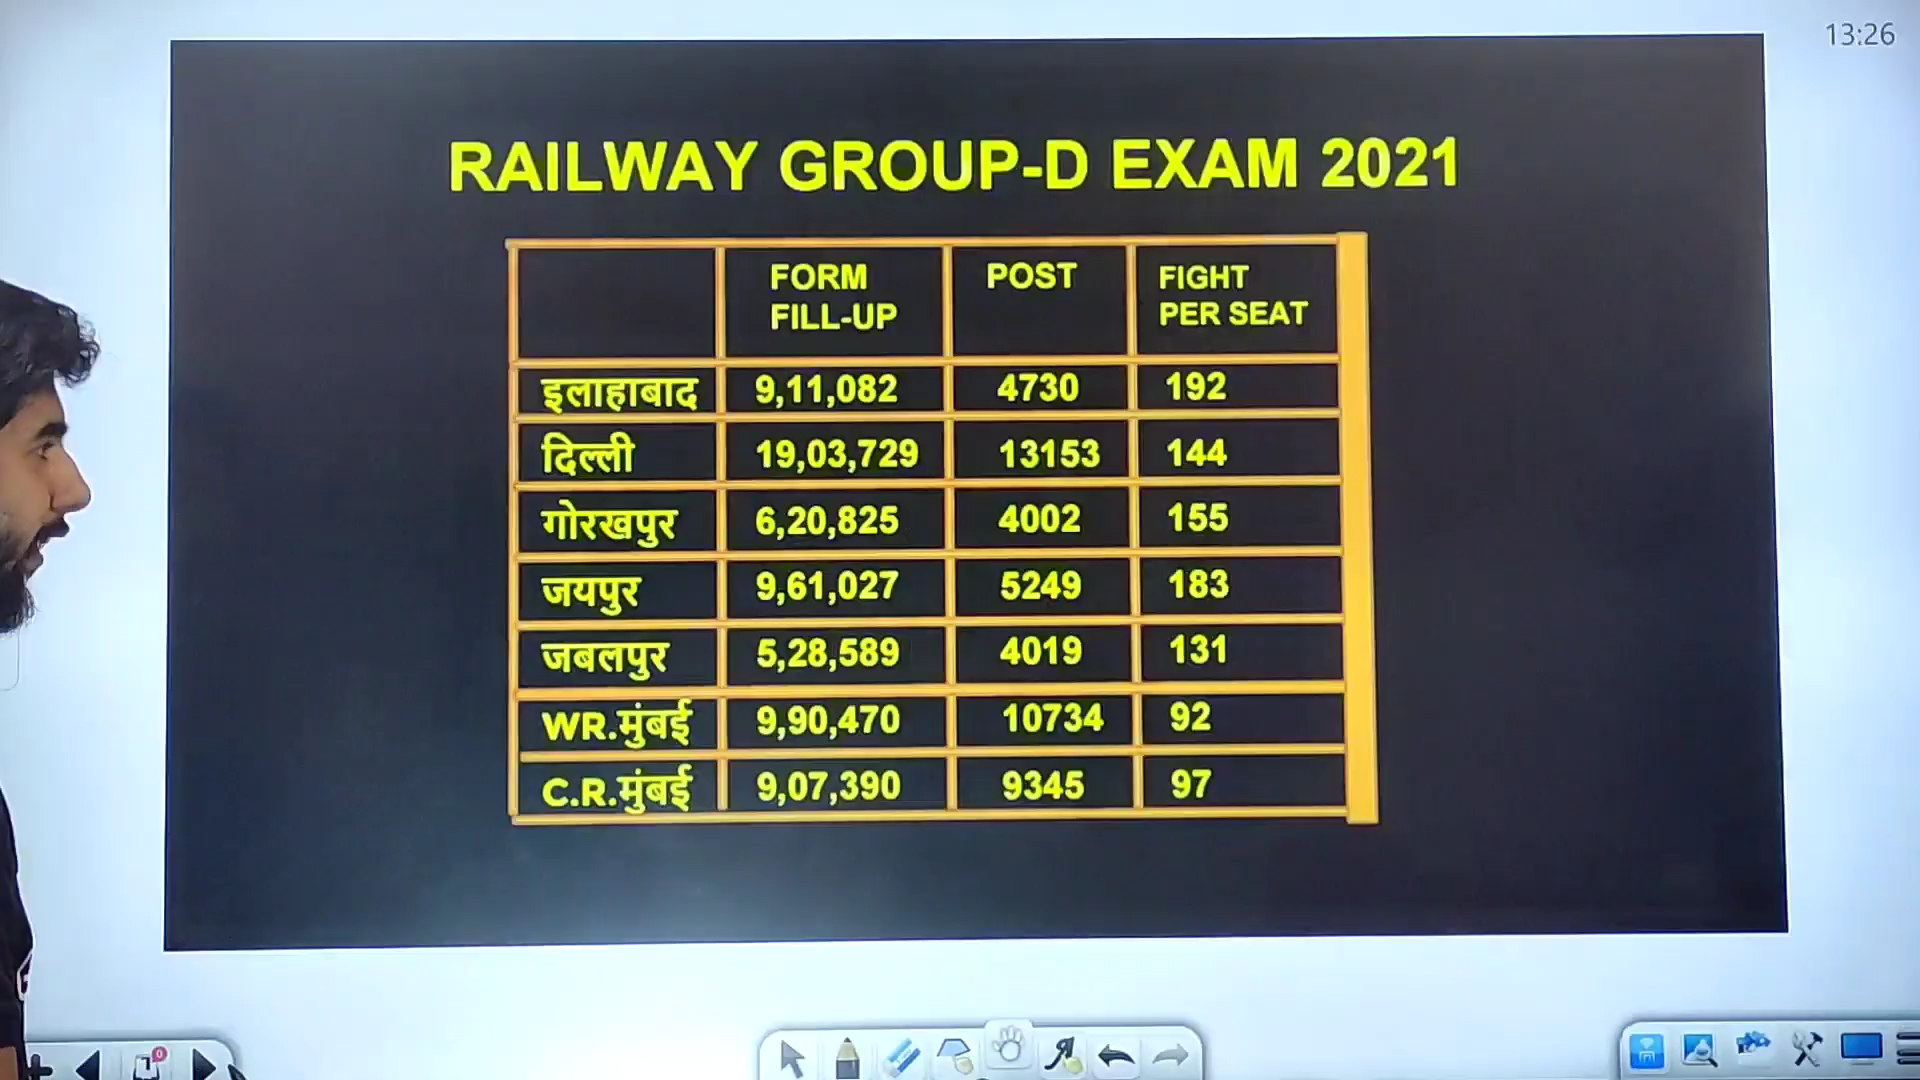 13:26
RAILWAY GROUP-D EXAM 2021
FORM FILL-UP POST FIGHT PER SEAT
इलाहाबाद 9,11,082 4730 192
दिल्ली 19,03,729 13153 144
गोरखपुर 6,20,825 4002 155
जयपुर 9,61,027 5249 183
जबलपुर 5,28,589 4019 131
WR.मुंबई 9,90,470 10734 92
C.R.मुंबई 9,07,390 9345 97
0